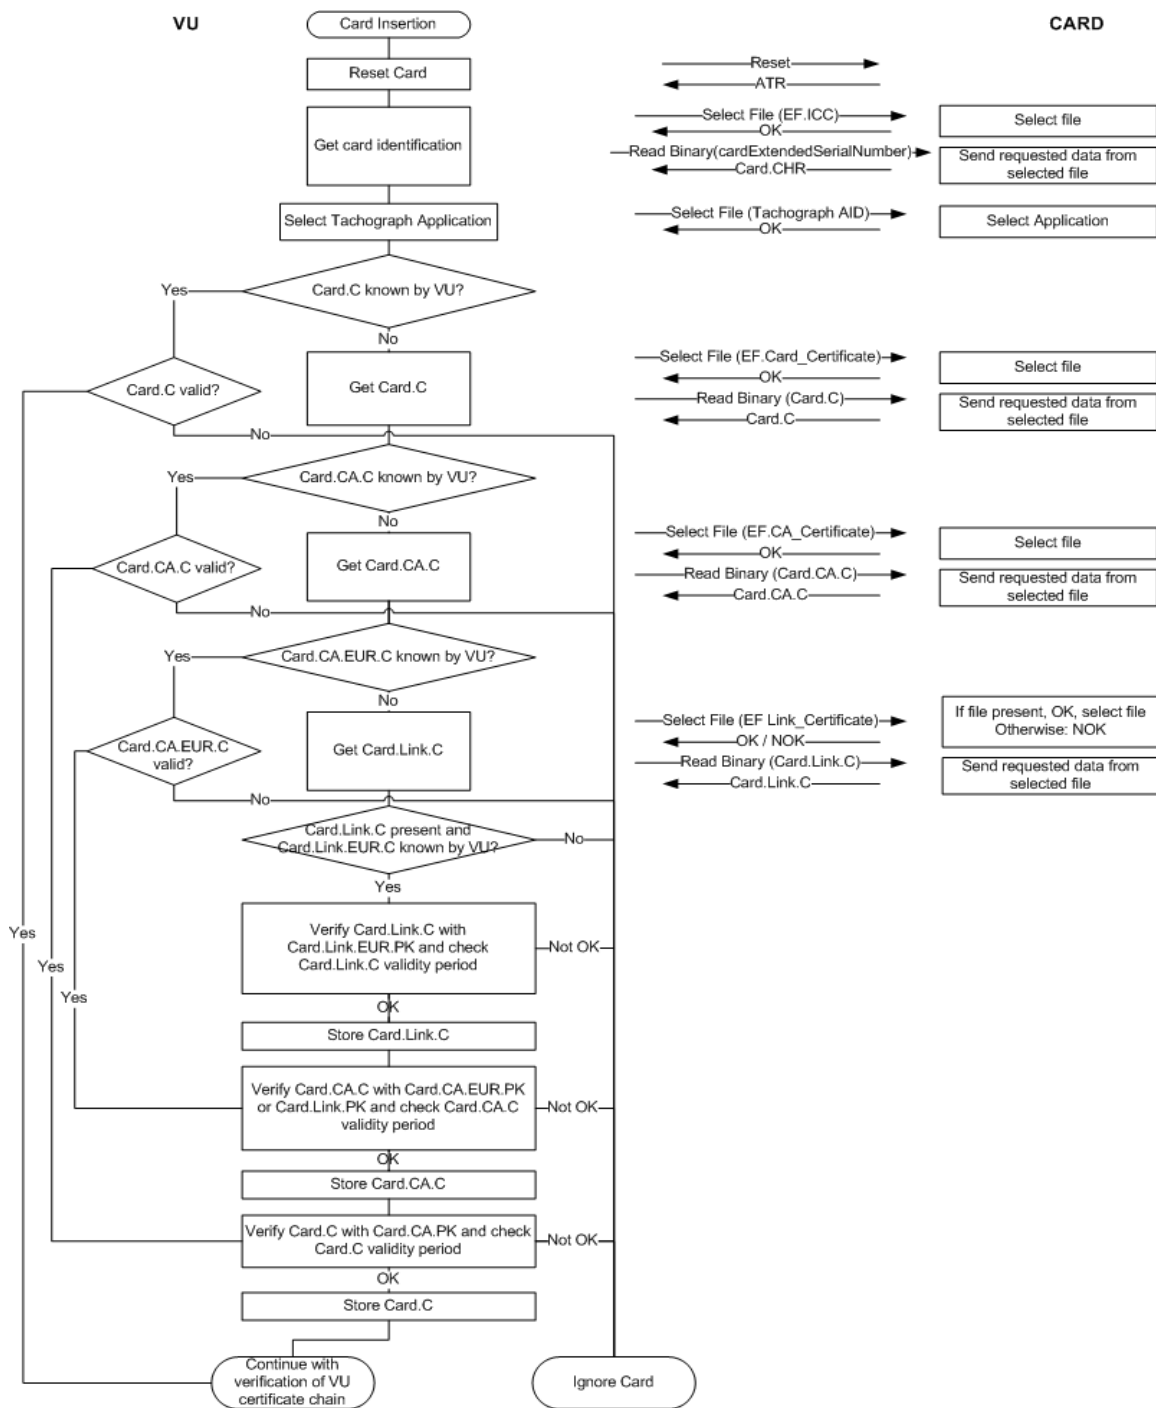 VU
Card Insertion
CARD
Reset Card
Reset
ATR
Get card identification
Select File (EF.ICC)
OK
Select file
Read Binary(cardExtendedSerialNumber)
Card.CHR
Send requested data from
selected file
Select Tachograph Application
Select File (Tachograph AID)
OK
Select Application
Card.C known by VU?
Yes
No
Card.C valid?
Get Card.C
Select File (EF.Card_Certificate)
OK
Select file
Read Binary (Card.C)
Card.C
Send requested data from
selected file
No
Card.CA.C known by VU?
Yes
No
Card.CA.C valid?
Get Card.CA.C
Select File (EF.CA_Certificate)
OK
Select file
Read Binary (Card.CA.C)
Card.CA.C
Send requested data from
selected file
No
Card.CA.EUR.C known by VU?
Yes
No
Card.CA.EUR.C
valid?
Get Card.Link.C
Select File (EF Link_Certificate)
OK / NOK
If file present, OK, select file
Otherwise: NOK
Read Binary (Card.Link.C)
Card.Link.C
Send requested data from
selected file
No
Card.Link.C present and
Card.Link.EUR.C known by VU?
No
Yes
Verify Card.Link.C with
Card.Link.EUR.PK and check
Card.Link.C validity period
Not OK
Yes
Yes
Yes
OK
Store Card.Link.C
Verify Card.CA.C with Card.CA.EUR.PK
or Card.Link.PK and check Card.CA.C
validity period
Not OK
OK
Store Card.CA.C
Verify Card.C with Card.CA.PK and check
Card.C validity period
Not OK
OK
Store Card.C
Continue with
verification of VU
certificate chain
Ignore Card